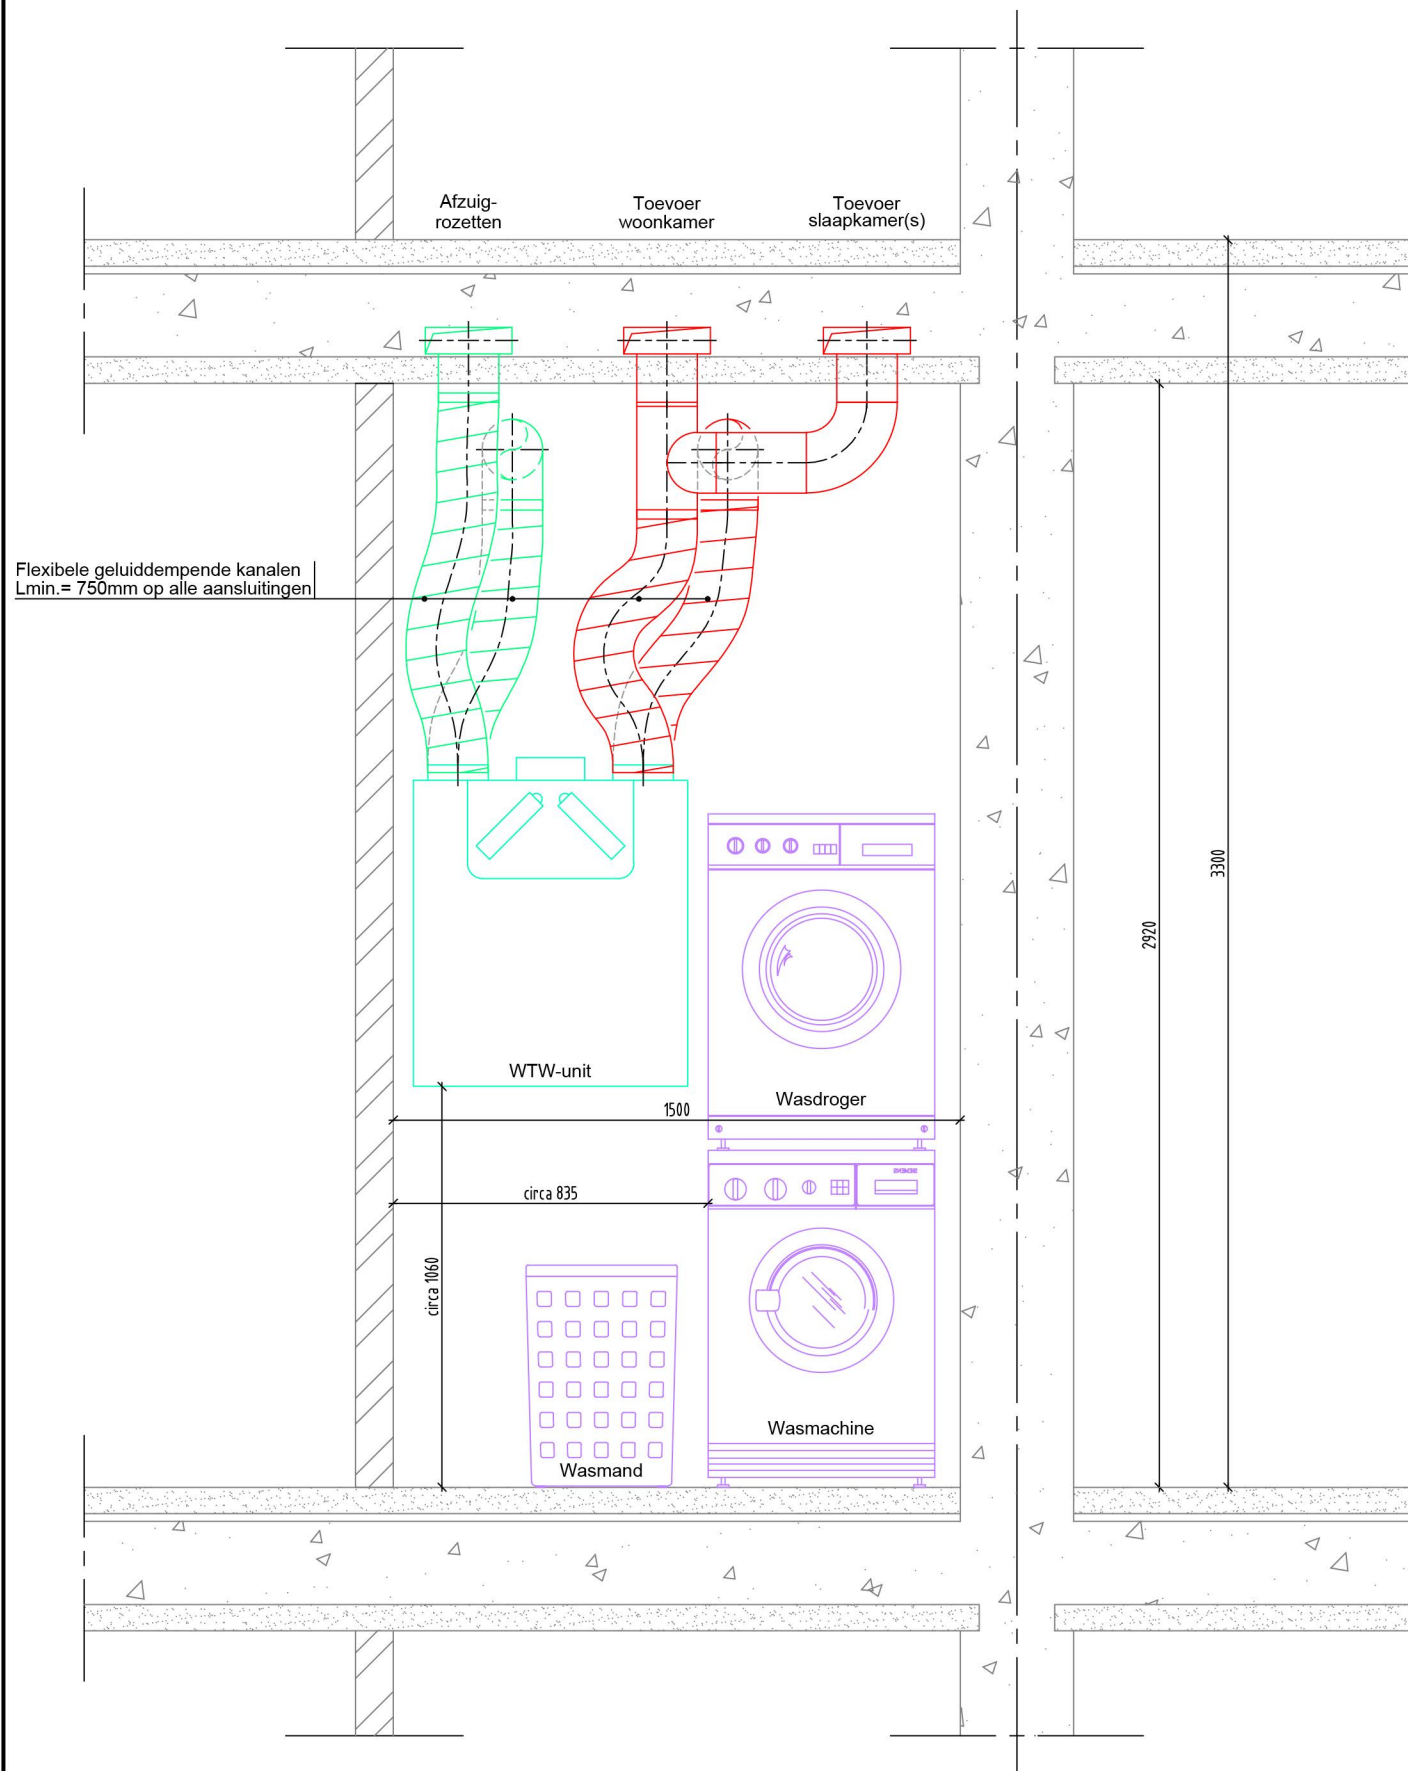 Afzuig-
rozetten
Toevoer
woonkamer
Toevoer
slaapkamer(s)
Flexibele geluiddempende kanalen
Lmin.= 750mm op alle aansluitingen
3300
2920
WTW-unit
Wasdroger
1500
circa 835
circa 1060
Wasmachine
Wasmand